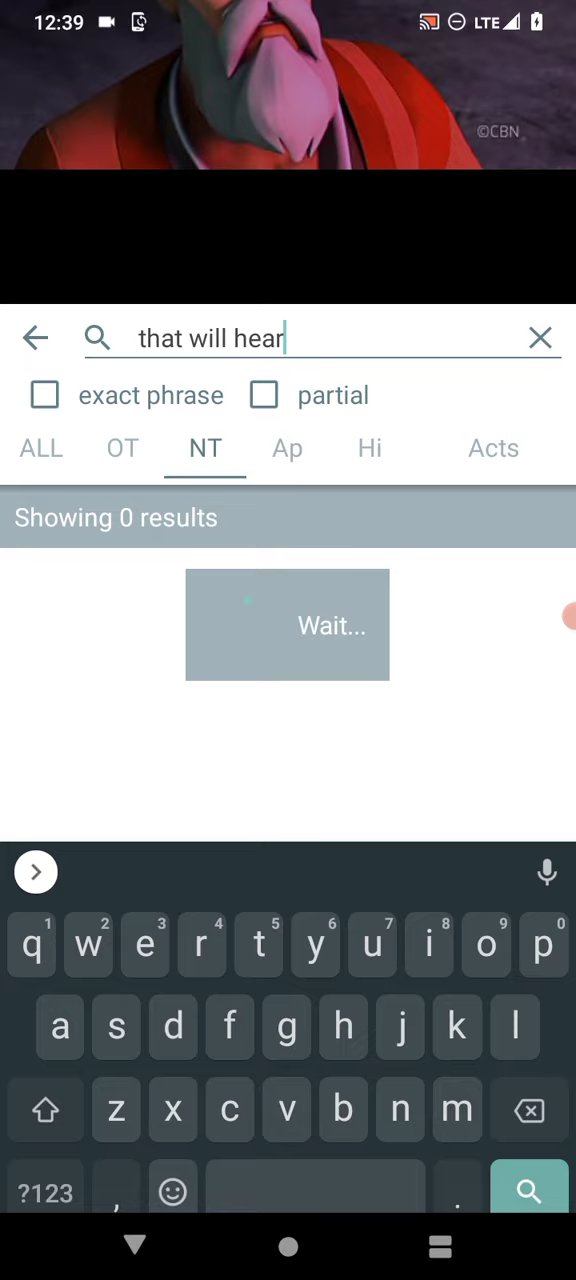 12:39 LTE
©CBN
that will hear
exact phrase partial
ALL OT NT Ap Hi Acts
Showing 0 results
Wait...
1 2 3 4 5 6 7 8 9 0
q w e r t y u i o p
a s d f g h j k l
z x c v b n m
?123 , .